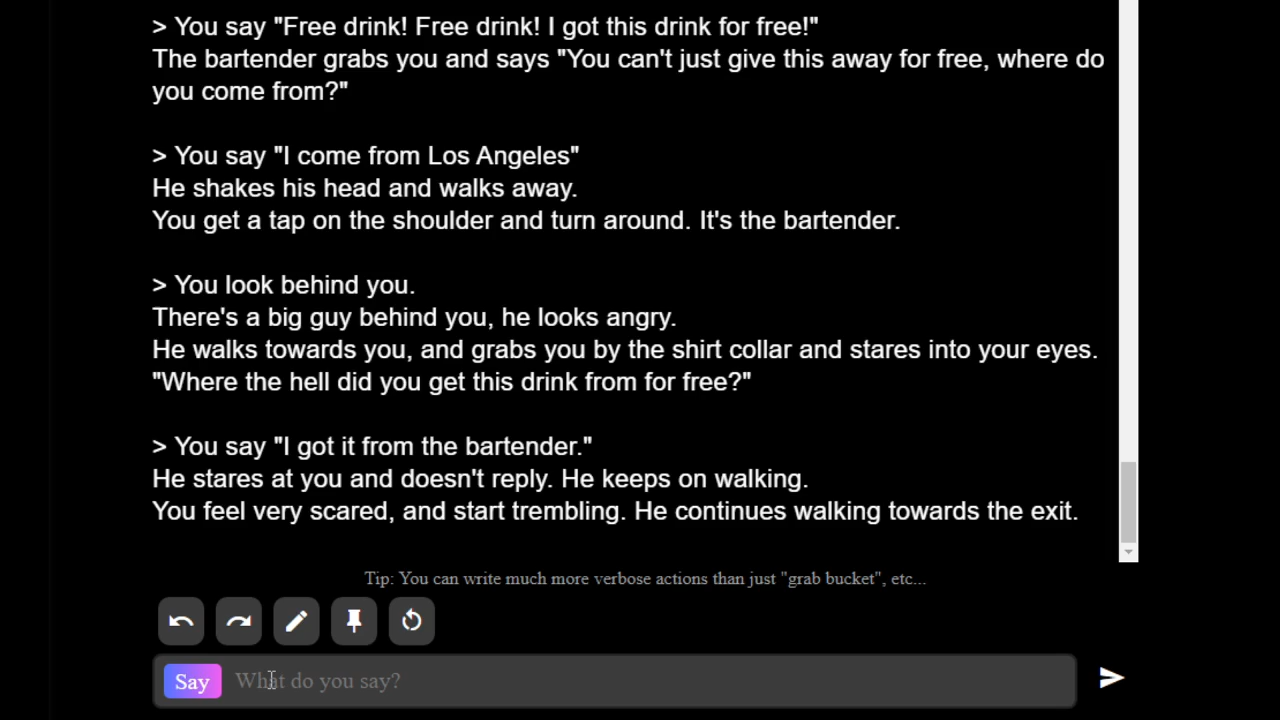 > You say "Free drink! Free drink! I got this drink for free!"
The bartender grabs you and says "You can't just give this away for free, where do
you come from?"
> You say "I come from Los Angeles"
He shakes his head and walks away.
You get a tap on the shoulder and turn around. It's the bartender.
> You look behind you.
There's a big guy behind you, he looks angry.
He walks towards you, and grabs you by the shirt collar and stares into your eyes.
"Where the hell did you get this drink from for free?"
> You say "I got it from the bartender."
He stares at you and doesn't reply. He keeps on walking.
You feel very scared, and start trembling. He continues walking towards the exit.
Tip: You can write much more verbose actions than just "grab bucket", etc...
Say What do you say?